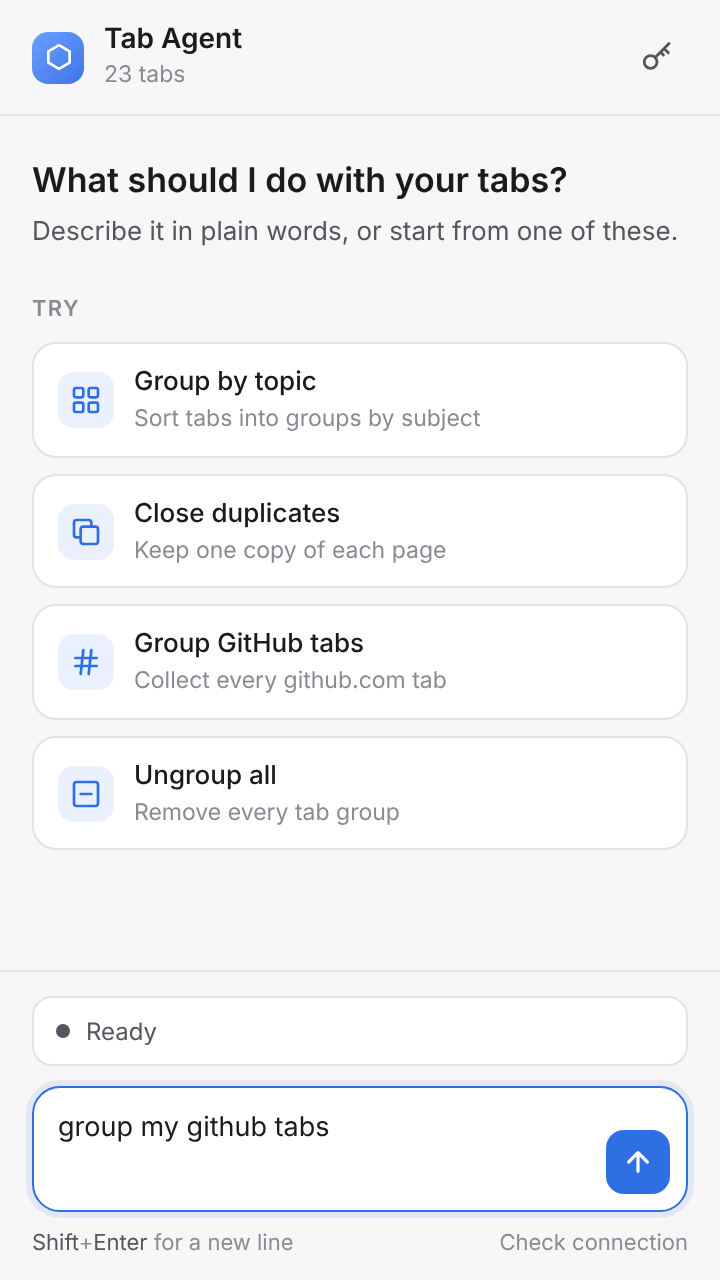 Tab Agent
23 tabs
What should I do with your tabs?
Describe it in plain words, or start from one of these.
TRY
Group by topic
Sort tabs into groups by subject
Close duplicates
Keep one copy of each page
Group GitHub tabs
Collect every github.com tab
Ungroup all
Remove every tab group
Ready
group my github tabs
Shift+Enter for a new line
Check connection